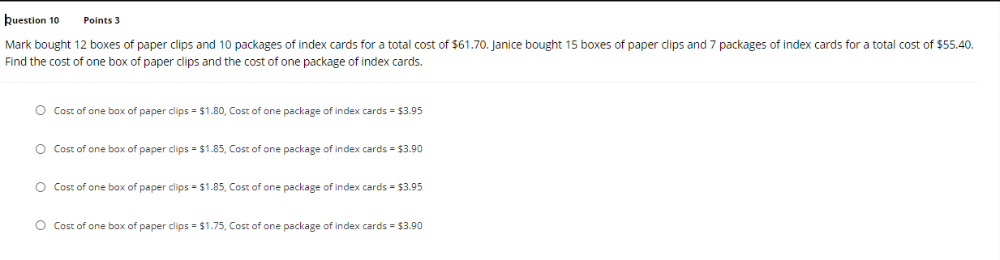 Question 10 Points 3
Mark bought 12 boxes of paper clips and 10 packages of index cards for a total cost of $61.70. Janice bought 15 boxes of paper clips and 7 packages of index cards for a total cost of $55.40.
Find the cost of one box of paper clips and the cost of one package of index cards.
Cost of one box of paper clips = $1.80, Cost of one package of index cards = $3.95
Cost of one box of paper clips = $1.85, Cost of one package of index cards = $3.90
Cost of one box of paper clips = $1.85, Cost of one package of index cards = $3.95
Cost of one box of paper clips = $1.75, Cost of one package of index cards = $3.90